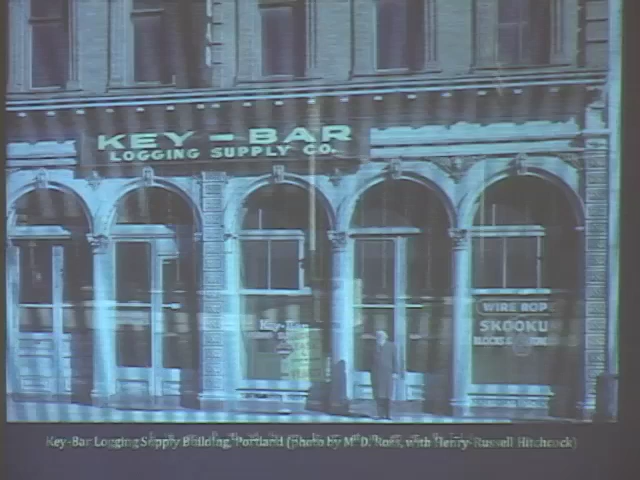 KEY-BAR
LOGGING SUPPLY CO.
Key-Bar
WIRE ROP
SKOOKU
BLOCKS &
Key-Bar Logging Supply Building, Portland (photo by M. D. Ross, with Henry-Russell Hitchcock)